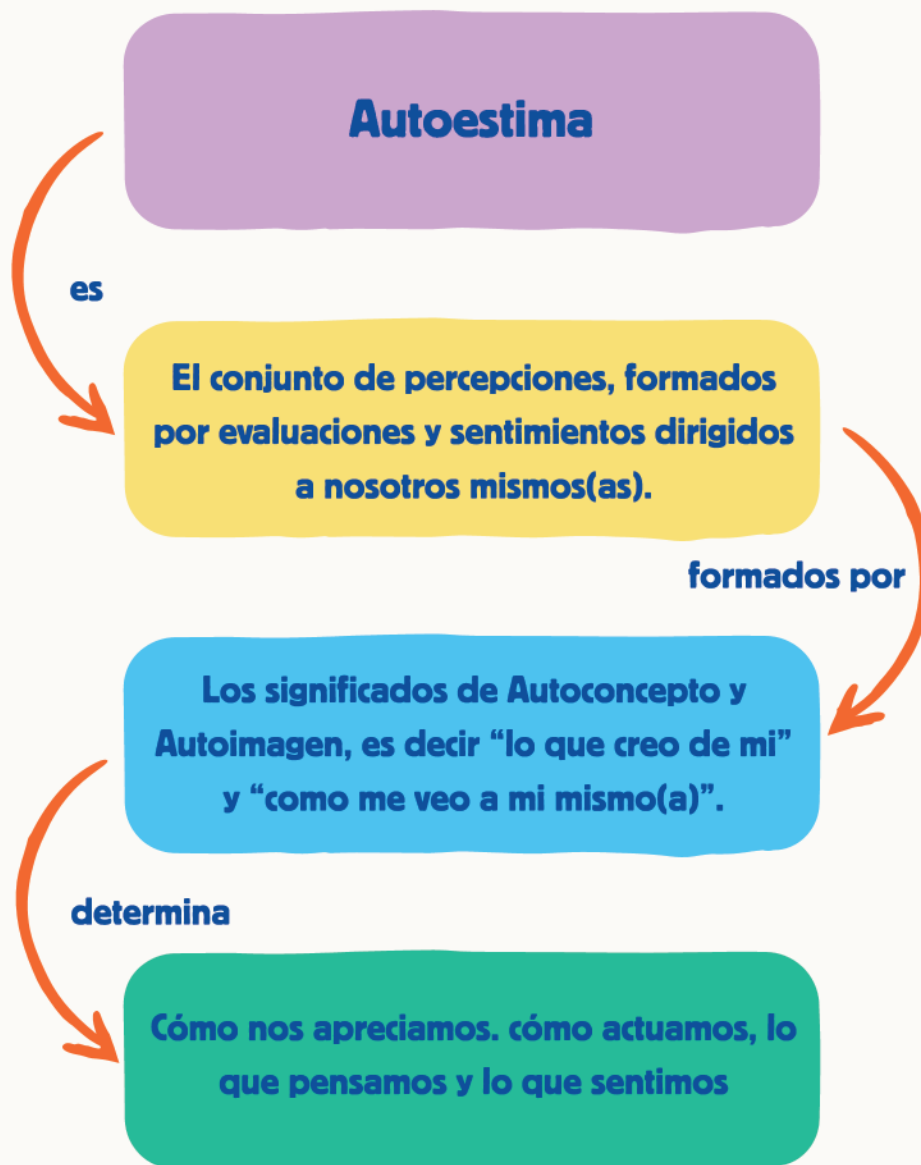 Autoestima
es
El conjunto de percepciones, formados
por evaluaciones y sentimientos dirigidos
a nosotros mismos(as).
formados por
Los significados de Autoconcepto y
Autoimagen, es decir “lo que creo de mi”
y “como me veo a mi mismo(a)”.
determina
Cómo nos apreciamos. cómo actuamos, lo
que pensamos y lo que sentimos